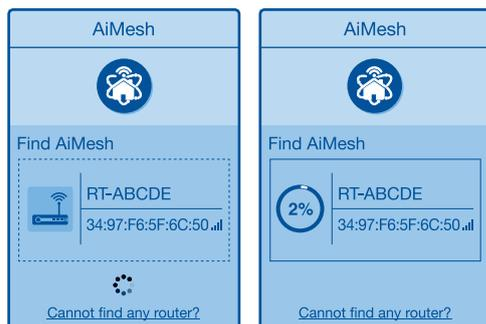 AiMesh
Find AiMesh
RT-ABCDE
34:97:F6:5F:6C:50
Cannot find any router?
AiMesh
Find AiMesh
2%
RT-ABCDE
34:97:F6:5F:6C:50
Cannot find any router?